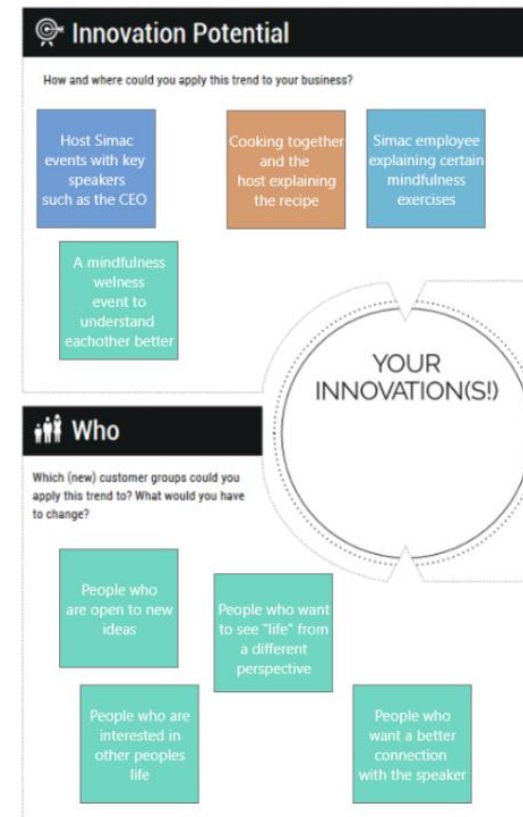 Innovation Potential
How and where could you apply this trend to your business?
Host Simac
events with key
speakers
such as the CEO
Cooking together
and the
host explaining
the recipe
Simac employee
explaining certain
mindfulness
exercises
A mindfulness
welness
event to
understand
eachother better
YOUR
INNOVATION(S!)
Who
Which (new) customer groups could you
apply this trend to? What would you have
to change?
People who
are open to new
ideas
People who want
to see "life" from
a different
perspective
People who are
interested in
other peoples
life
People who
want a better
connection
with the speaker